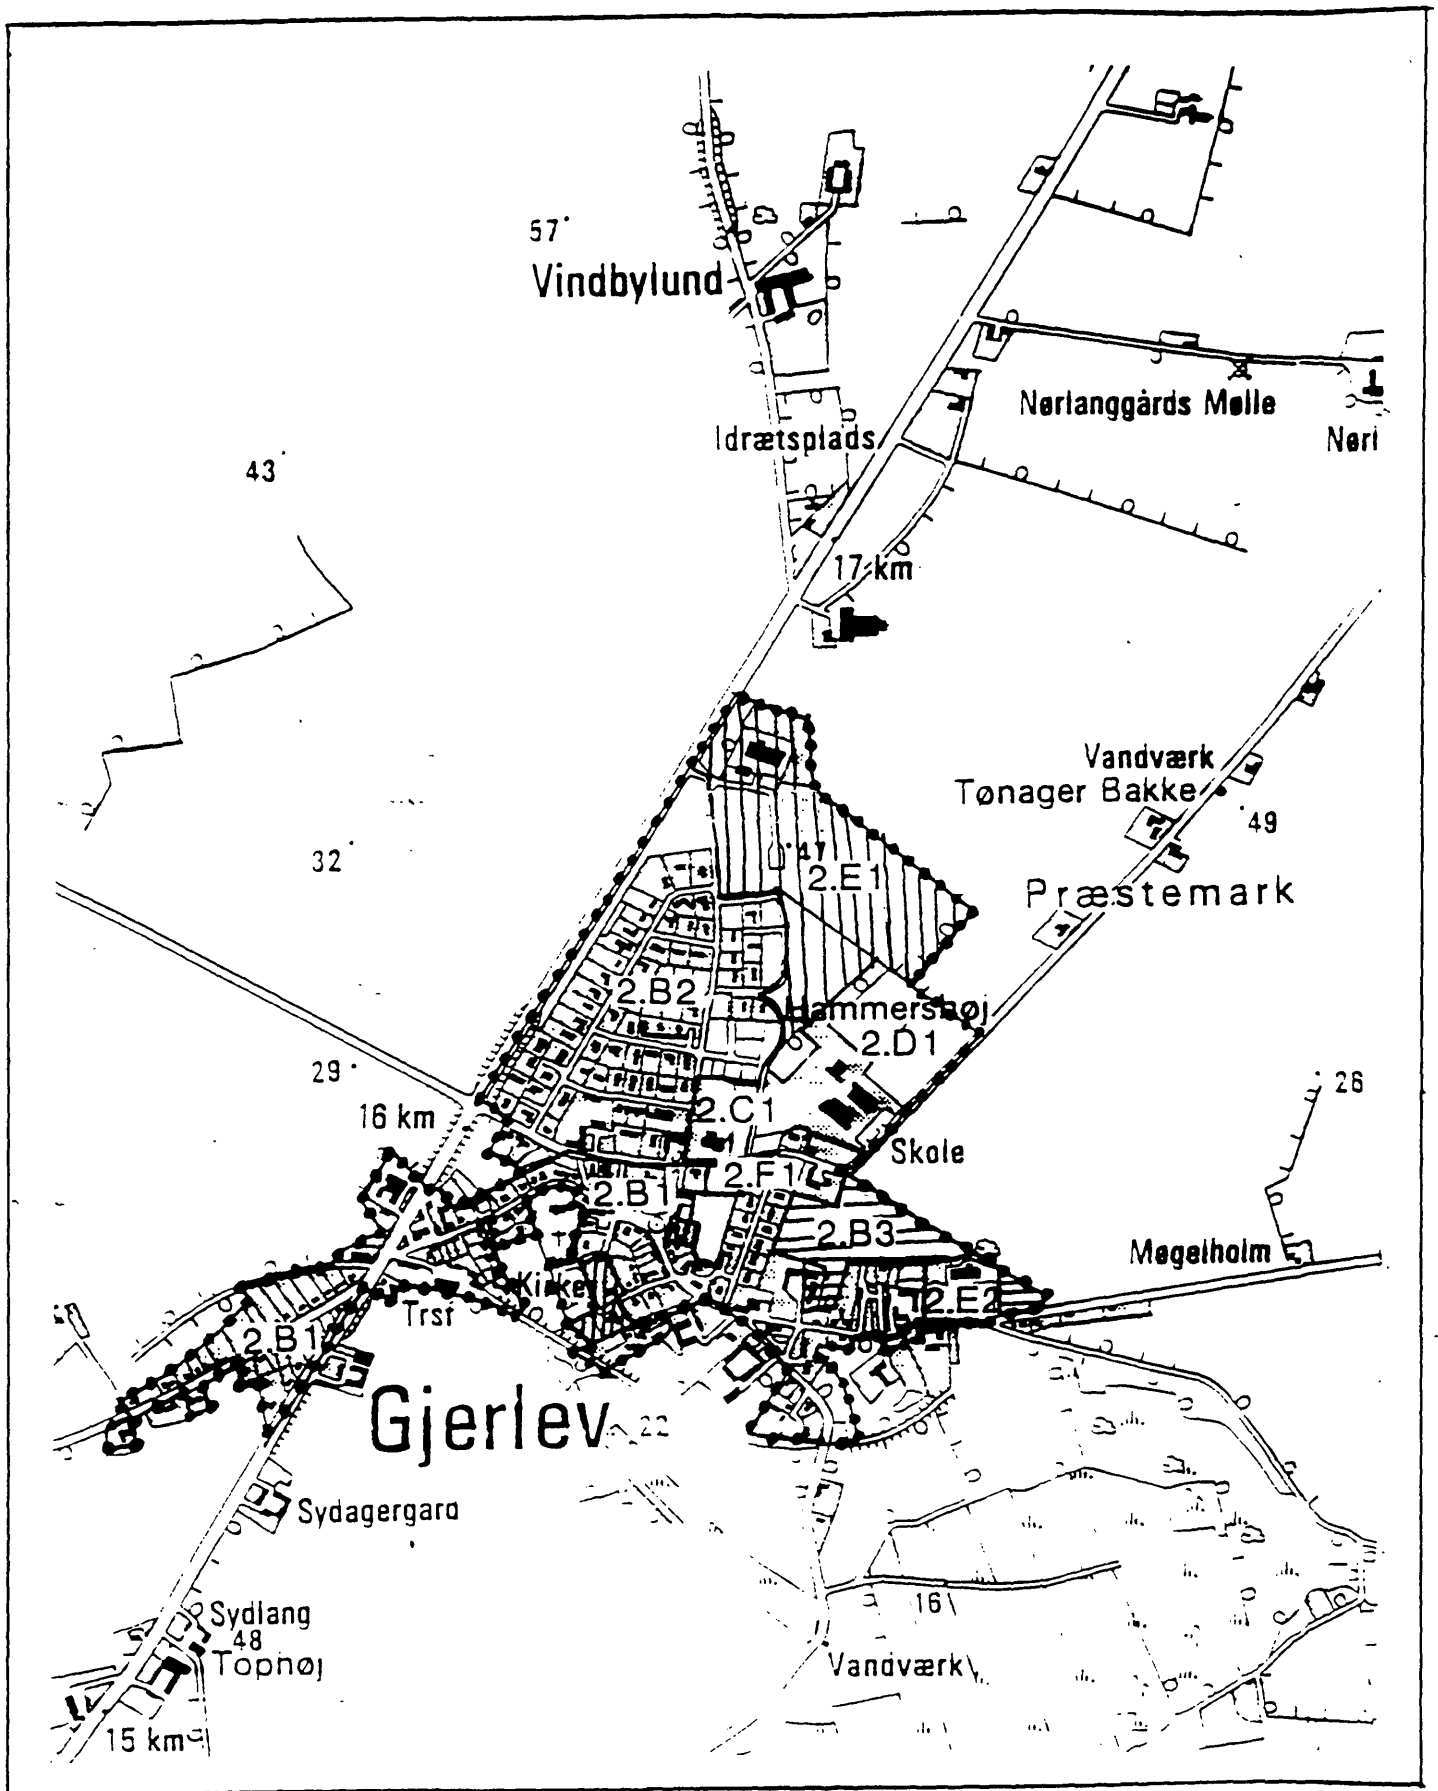 57
Vindbylund
Nørlanggårds Mølle
Idrætsplads
Nørl
43
17 km
Vandværk
Tønager Bakke
49
32
47
2.E1
Præstemark
2.B2
Hammershøj
2.D1
29
26
16 km
2.C1
Skole
2.F1
2.B1
2.B3
Møgelholm
Kirke
2.E2
Trst
2.B1
Gjerlev
22
Sydagergard
16
Sydlang
48
Tophøj
Vandværk
15 km